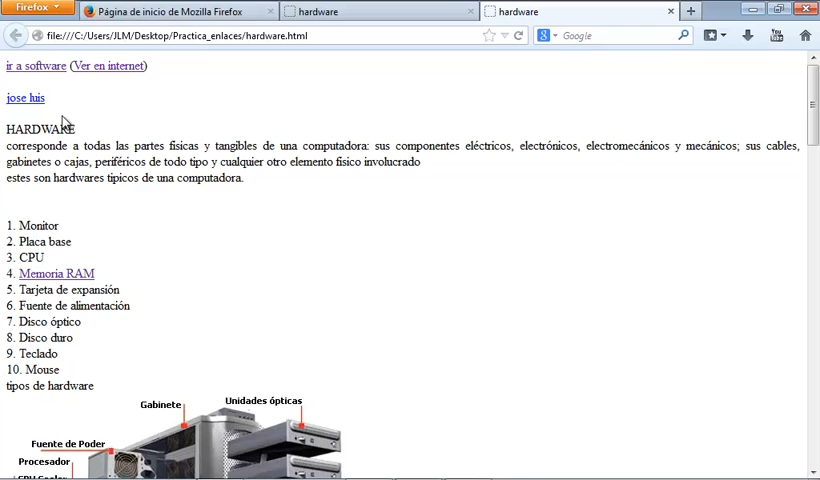 Firefox
Página de inicio de Mozilla Firefox
hardware
hardware
file:///C:/Users/JLM/Desktop/Practica_enlaces/hardware.html
Google
ir a software (Ver en internet)
jose luis
HARDWARE
corresponde a todas las partes físicas y tangibles de una computadora: sus componentes eléctricos, electrónicos, electromecánicos y mecánicos; sus cables,
gabinetes o cajas, periféricos de todo tipo y cualquier otro elemento físico involucrado
estes son hardwares tipicos de una computadora.
1. Monitor
2. Placa base
3. CPU
4. Memoria RAM
5. Tarjeta de expansión
6. Fuente de alimentación
7. Disco óptico
8. Disco duro
9. Teclado
10. Mouse
tipos de hardware
Gabinete
Unidades ópticas
Fuente de Poder
Procesador